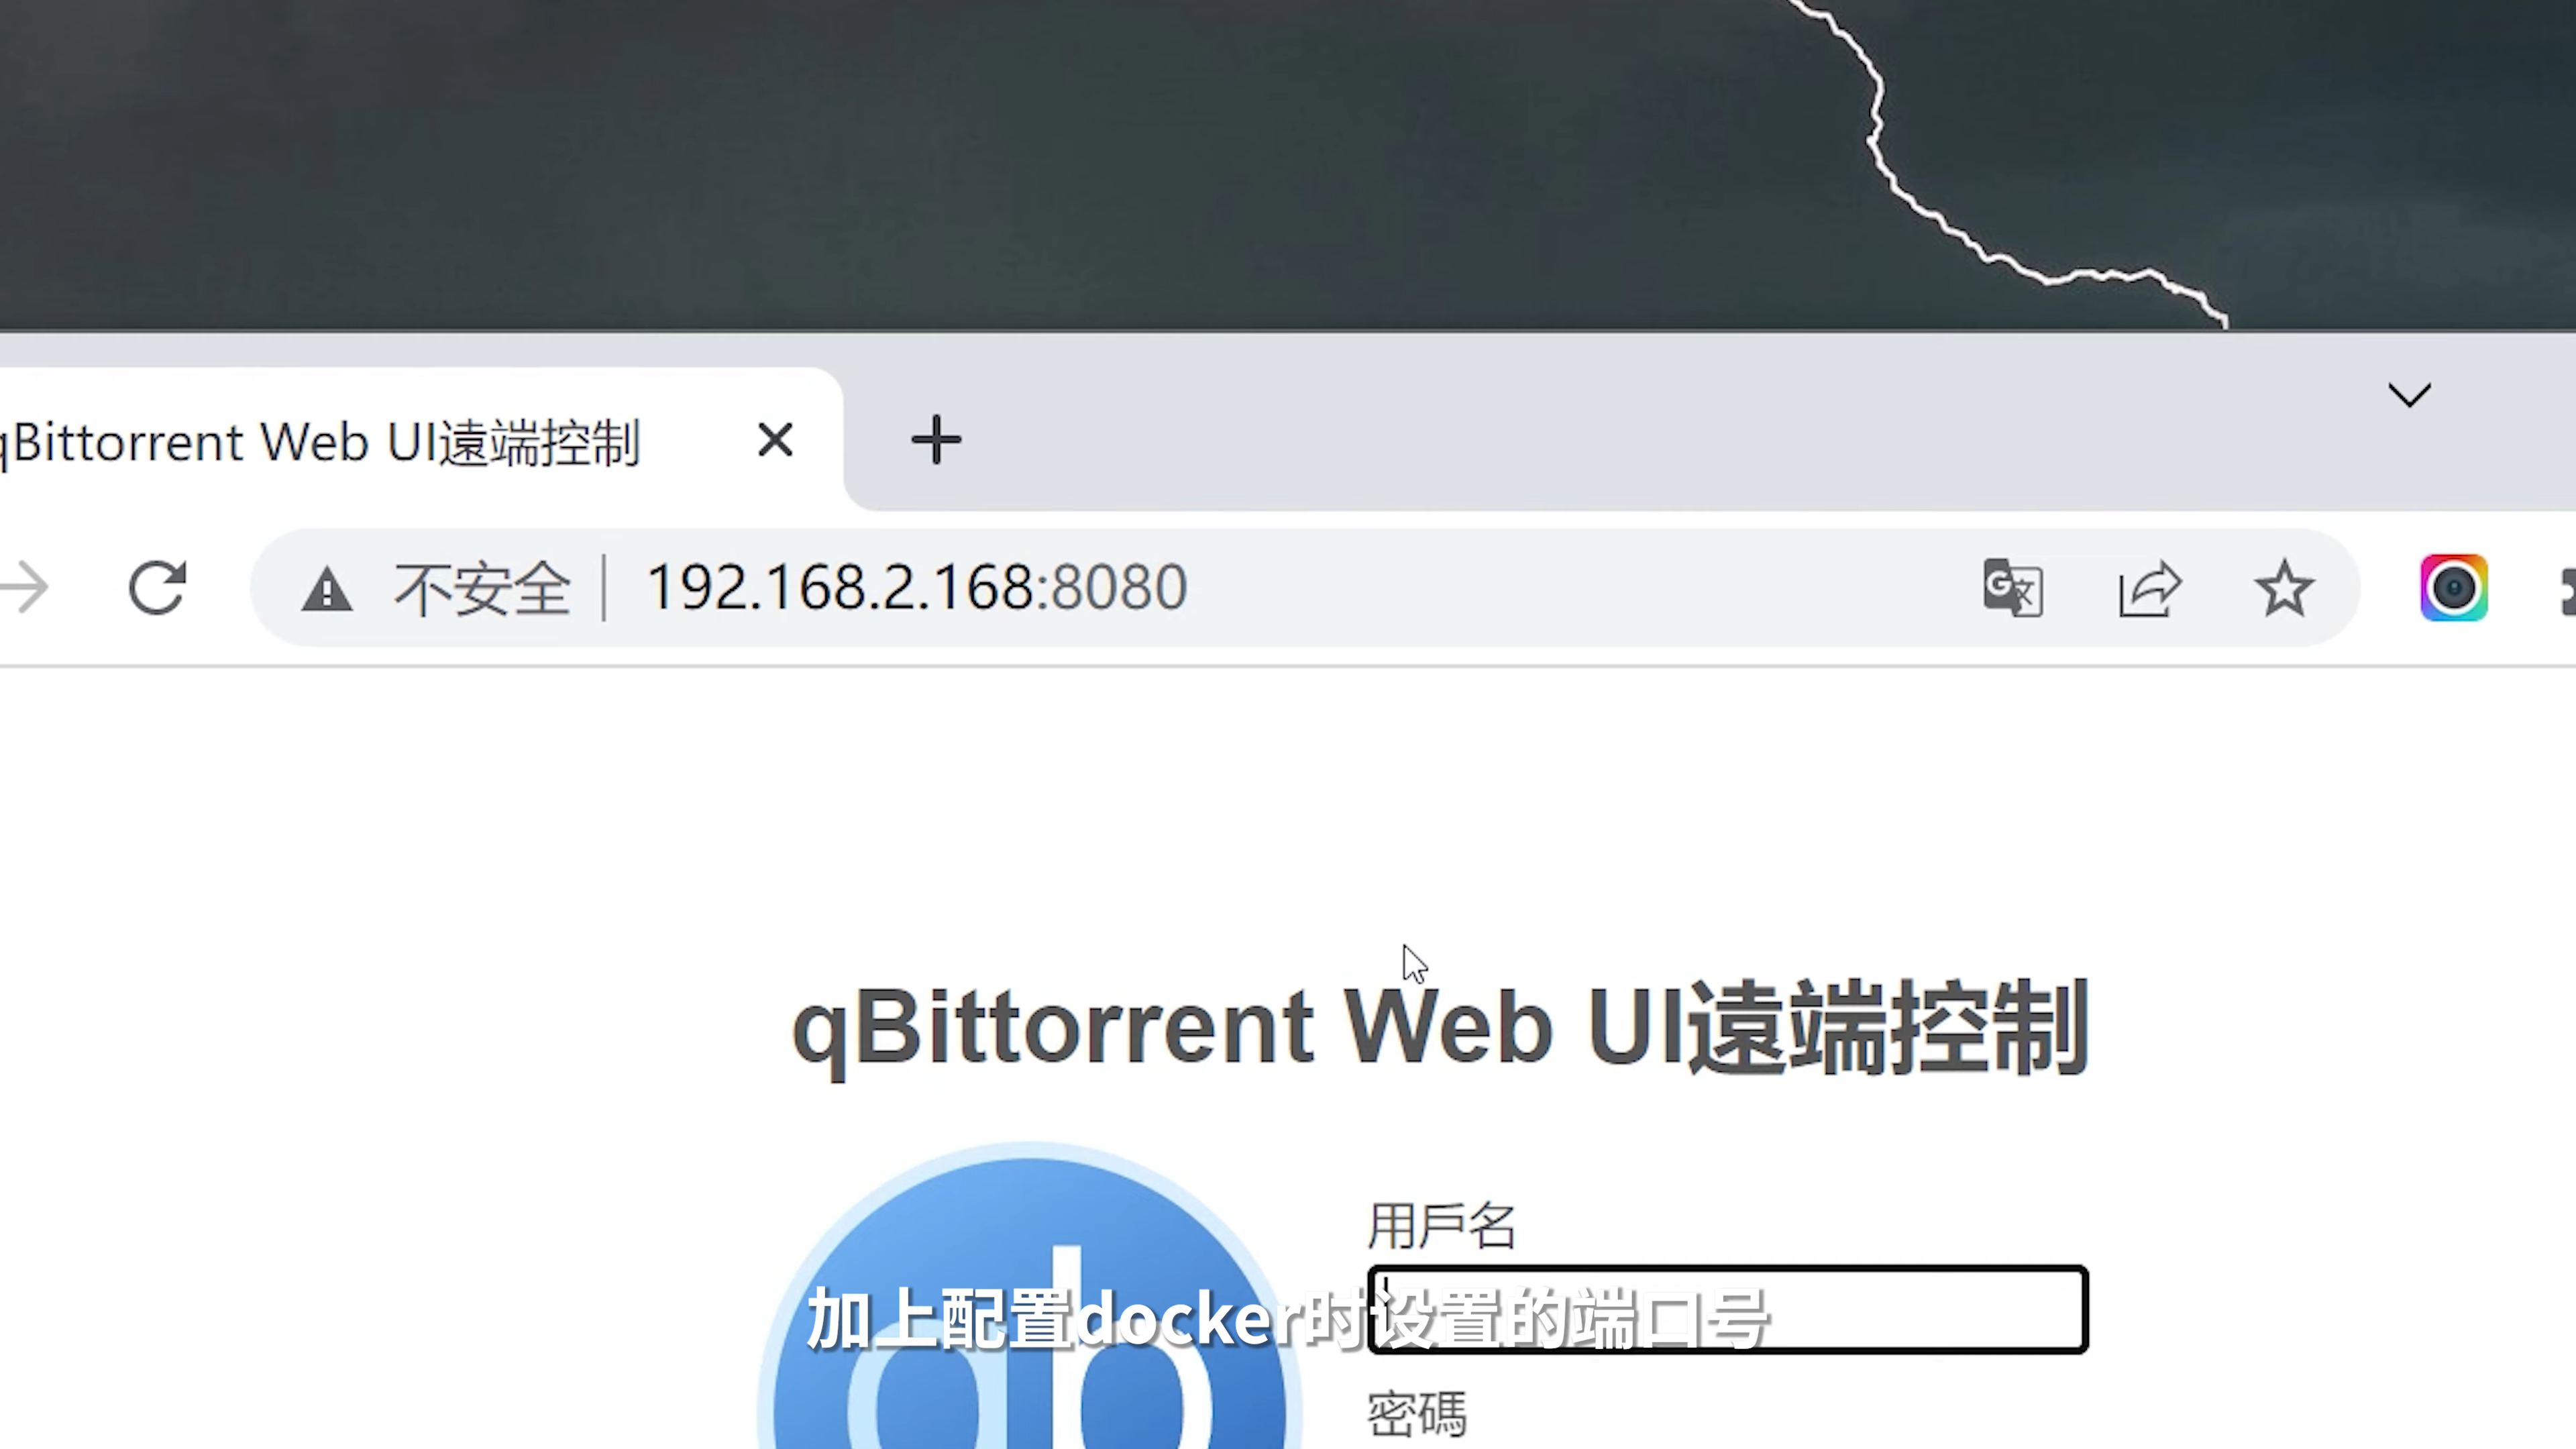 qBittorrent Web UI遠端控制
不安全 192.168.2.168:8080
qBittorrent Web UI遠端控制
qb
用戶名
加上配置docker时设置的端口号
密碼